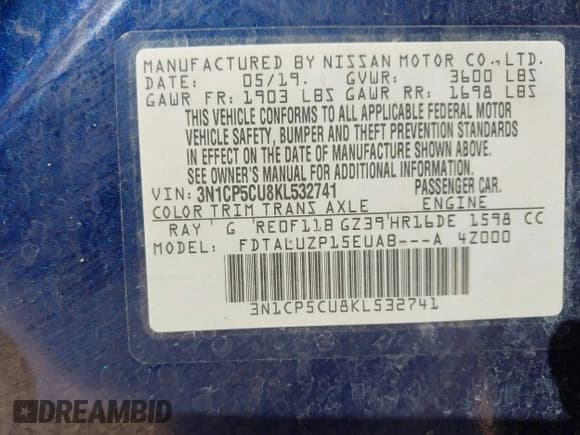 MANUFACTURED BY NISSAN MOTOR CO.,LTD.
DATE: 05/19. GVWR: 3600 LBS
GAWR FR: 1903 LBS GAWR RR: 1698 LBS
THIS VEHICLE CONFORMS TO ALL APPLICABLE FEDERAL MOTOR
VEHICLE SAFETY, BUMPER AND THEFT PREVENTION STANDARDS
IN EFFECT ON THE DATE OF MANUFACTURE SHOWN ABOVE.
SEE OWNER'S MANUAL FOR ADDITIONAL INFORMATION.
VIN: 3N1CP5CU8KL532741 PASSENGER CAR.
COLOR TRIM TRANS AXLE ENGINE
RAY G RE0F11B GZ39 HR16DE 1598 CC
MODEL: FDTALUZP15EUA8---A 4Z000
3N1CP5CU8KL532741
DREAMBID